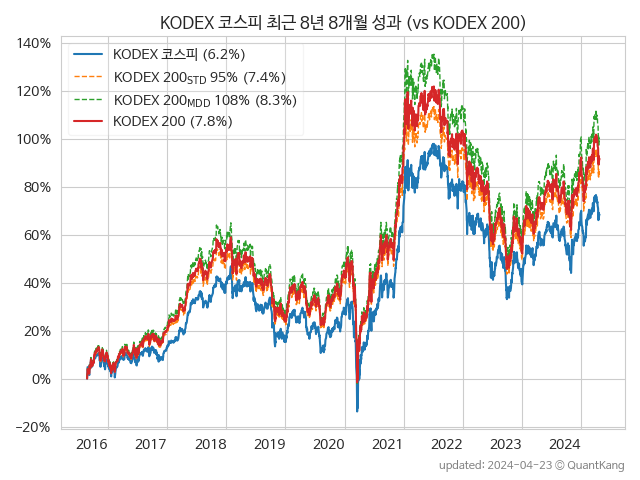 KODEX 코스피 최근 8년 8개월 성과 (vs KODEX 200)
140%
120%
100%
80%
60%
40%
20%
0%
−20%
KODEX 코스피 (6.2%)
KODEX 200STD 95% (7.4%)
KODEX 200MDD 108% (8.3%)
KODEX 200 (7.8%)
2016 2017 2018 2019 2020 2021 2022 2023 2024
updated: 2024-04-23 © QuantKang